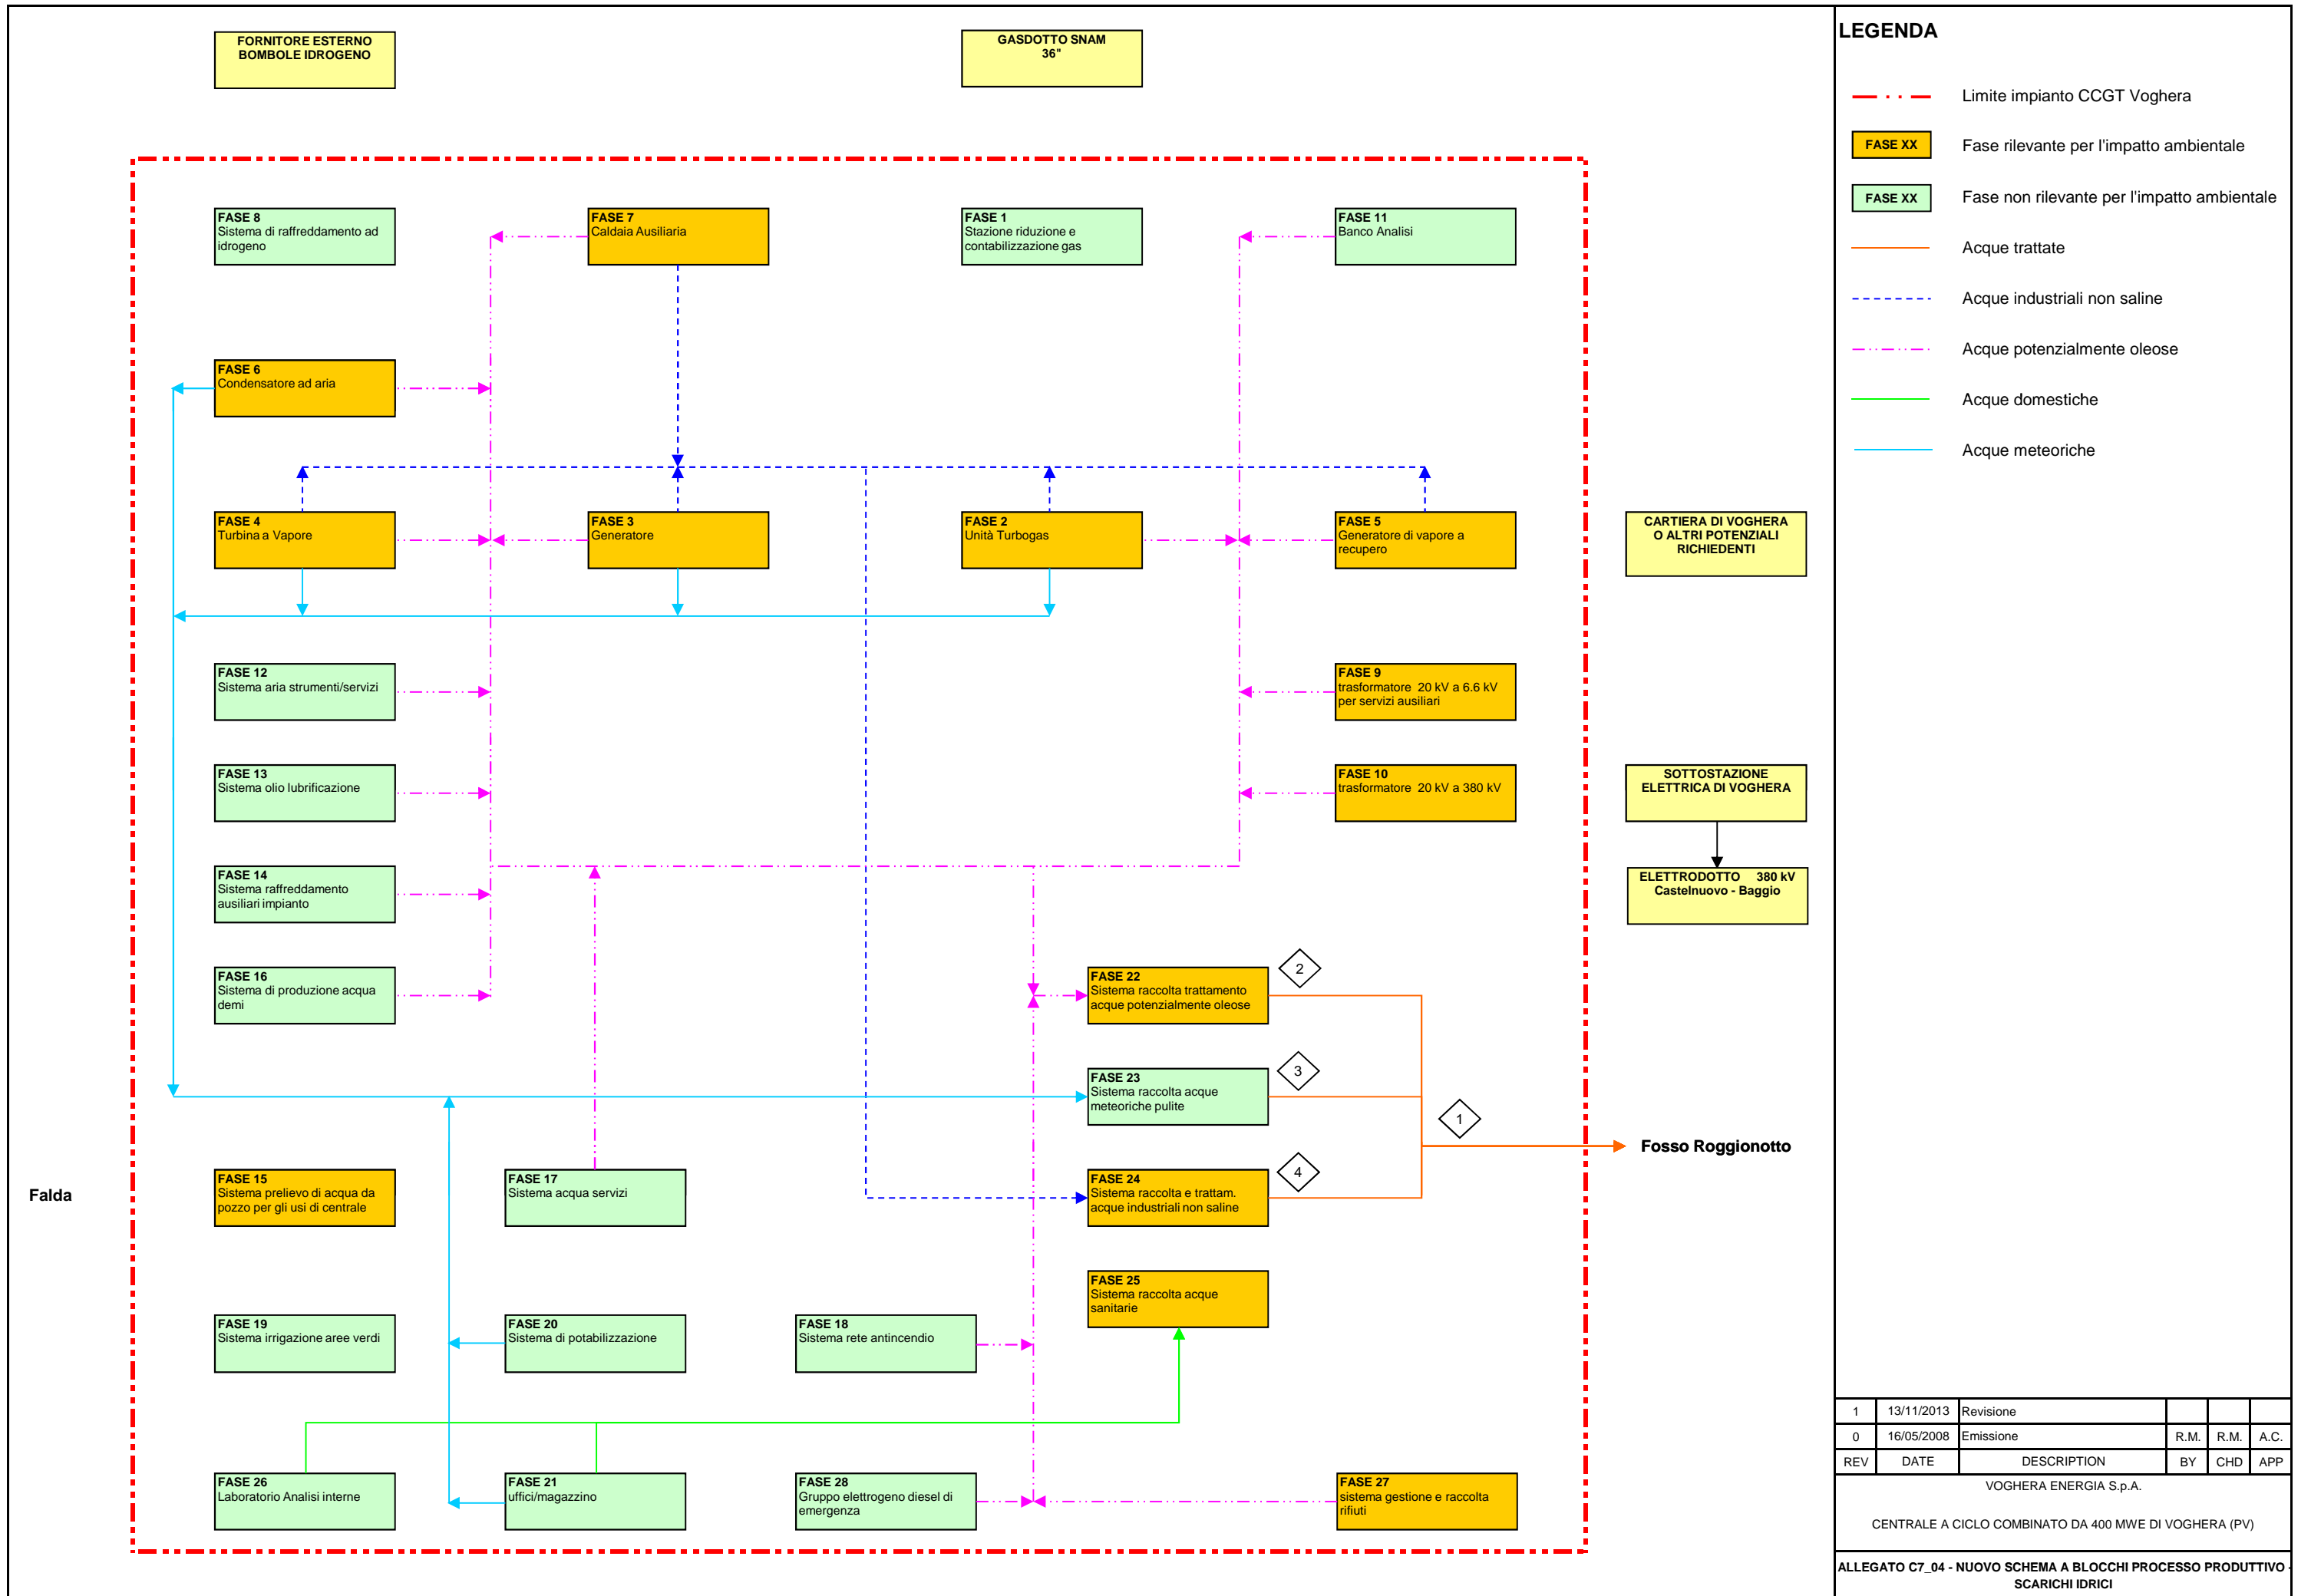 FORNITORE ESTERNO
BOMBOLE IDROGENO
GASDOTTO SNAM
36"
FASE 8
Sistema di raffreddamento ad
idrogeno
FASE 7
Caldaia Ausiliaria
FASE 1
Stazione riduzione e
contabilizzazione gas
FASE 11
Banco Analisi
FASE 6
Condensatore ad aria
FASE 4
Turbina a Vapore
FASE 3
Generatore
FASE 2
Unità Turbogas
FASE 5
Generatore di vapore a
recupero
CARTIERA DI VOGHERA
O ALTRI POTENZIALI
RICHIEDENTI
FASE 12
Sistema aria strumenti/servizi
FASE 9
trasformatore 20 kV a 6.6 kV
per servizi ausiliari
FASE 13
Sistema olio lubrificazione
FASE 10
trasformatore 20 kV a 380 kV
SOTTOSTAZIONE
ELETTRICA DI VOGHERA
FASE 14
Sistema raffreddamento
ausiliari impianto
ELETTRODOTTO 380 kV
Castelnuovo - Baggio
FASE 16
Sistema di produzione acqua
demi
FASE 22
Sistema raccolta trattamento
acque potenzialmente oleose
2
FASE 23
Sistema raccolta acque
meteoriche pulite
3
1
Fosso Roggionotto
Falda
FASE 15
Sistema prelievo di acqua da
pozzo per gli usi di centrale
FASE 17
Sistema acqua servizi
FASE 24
Sistema raccolta e trattam.
acque industriali non saline
4
FASE 25
Sistema raccolta acque
sanitarie
FASE 19
Sistema irrigazione aree verdi
FASE 20
Sistema di potabilizzazione
FASE 18
Sistema rete antincendio
FASE 26
Laboratorio Analisi interne
FASE 21
uffici/magazzino
FASE 28
Gruppo elettrogeno diesel di
emergenza
FASE 27
sistema gestione e raccolta
rifiuti
LEGENDA
Limite impianto CCGT Voghera
FASE XX Fase rilevante per l'impatto ambientale
FASE XX Fase non rilevante per l'impatto ambientale
Acque trattate
Acque industriali non saline
Acque potenzialmente oleose
Acque domestiche
Acque meteoriche
1 13/11/2013 Revisione
0 16/05/2008 Emissione R.M. R.M. A.C.
REV DATE DESCRIPTION BY CHD APP
VOGHERA ENERGIA S.p.A.
CENTRALE A CICLO COMBINATO DA 400 MWE DI VOGHERA (PV)
ALLEGATO C7_04 - NUOVO SCHEMA A BLOCCHI PROCESSO PRODUTTIVO -
SCARICHI IDRICI